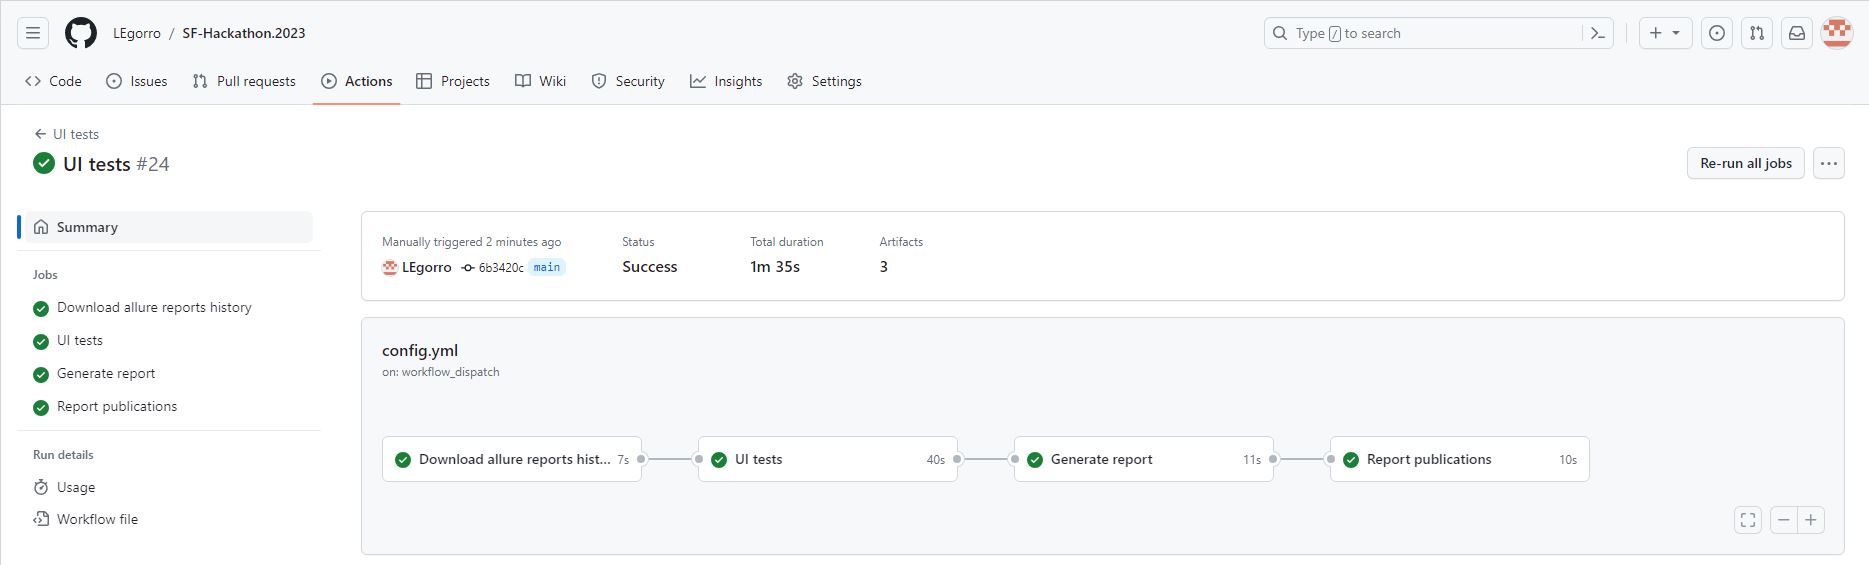 LEgorro / SF-Hackathon.2023
Type / to search
Code Issues Pull requests Actions Projects Wiki Security Insights Settings
UI tests
UI tests #24
Re-run all jobs
Summary
Jobs
Download allure reports history
UI tests
Generate report
Report publications
Run details
Usage
Workflow file
Manually triggered 2 minutes ago
LEgorro 6b3420c main
Status
Success
Total duration
1m 35s
Artifacts
3
config.yml
on: workflow_dispatch
Download allure reports hist... 7s
UI tests 40s
Generate report 11s
Report publications 10s